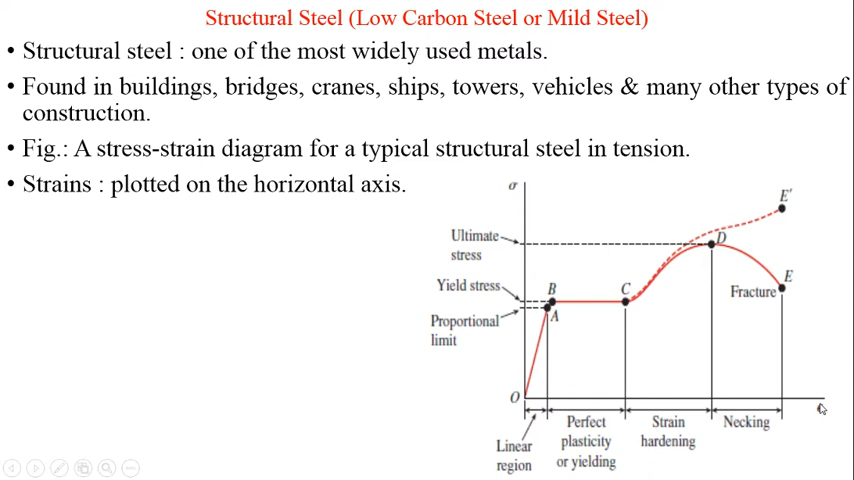 Structural Steel (Low Carbon Steel or Mild Steel)
• Structural steel : one of the most widely used metals.
• Found in buildings, bridges, cranes, ships, towers, vehicles & many other types of
construction.
• Fig.: A stress-strain diagram for a typical structural steel in tension.
• Strains : plotted on the horizontal axis.
σ
E'
Ultimate
stress
D
Yield stress
B
C
E
Fracture
A
Proportional
limit
O
Perfect
plasticity
or yielding
Strain
hardening
Necking
Linear
region